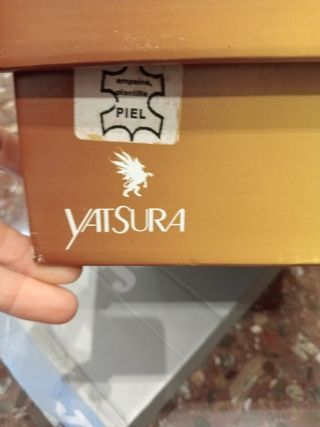 empeine,
plantilla
PIEL
YATSURA